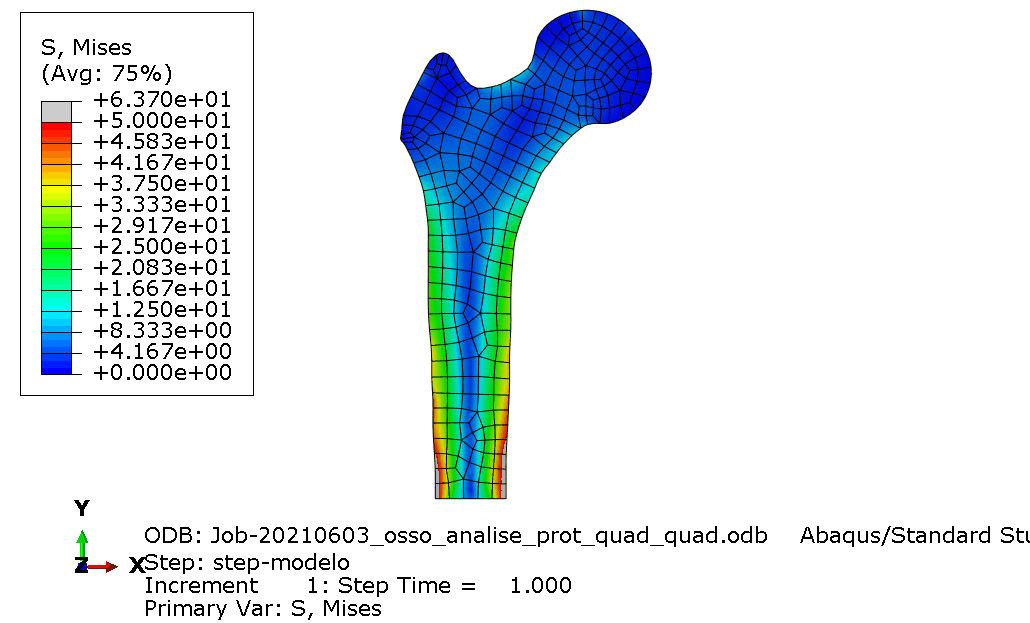 S, Mises
(Avg: 75%)
+6.370e+01
+5.000e+01
+4.583e+01
+4.167e+01
+3.750e+01
+3.333e+01
+2.917e+01
+2.500e+01
+2.083e+01
+1.667e+01
+1.250e+01
+8.333e+00
+4.167e+00
+0.000e+00
Y
Z X
ODB: Job-20210603_osso_analise_prot_quad_quad.odb Abaqus/Standard Stu
Step: step-modelo
Increment 1: Step Time = 1.000
Primary Var: S, Mises